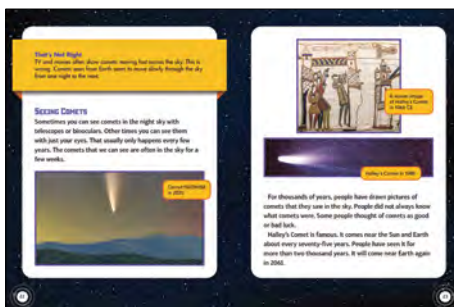 That's Not Right
TV and movies often show comets moving fast across the sky. This is
wrong. Comets seen from Earth seem to move slowly through the sky
from one night to the next.
SEEING COMETS
Sometimes you can see comets in the night sky with
telescopes or binoculars. Other times you can see them
with just your eyes. That usually only happens every few
years. The comets that we can see are often in the sky for a
few weeks.
Comet NEOWISE
in 2020
A woven image
of Halley's Comet
in 1066 CE
Halley's Comet in 1986
For thousands of years, people have drawn pictures of
comets that they saw in the sky. People did not always know
what comets were. Some people thought of comets as good
or bad luck.
Halley's Comet is famous. It comes near the Sun and Earth
about every seventy-five years. People have seen it for
more than two thousand years. It will come near Earth again
in 2061.